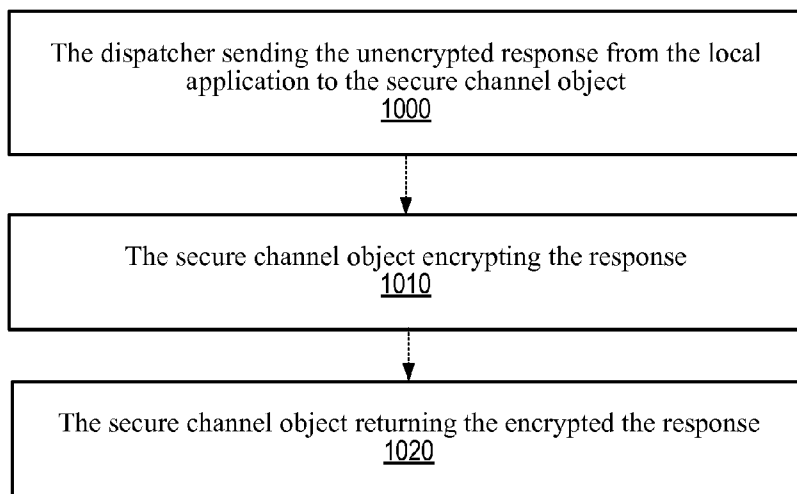 The dispatcher sending the unencrypted response from the local
application to the secure channel object
1000
The secure channel object encrypting the response
1010
The secure channel object returning the encrypted the response
1020